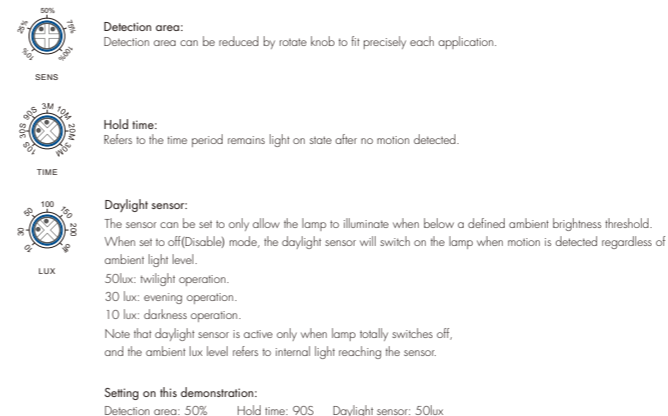 50%
25% 75%
10% 100%
SENS
Detection area:
Detection area can be reduced by rotate knob to fit precisely each application.
3M
90S 10M
30S 20M
10S 30M
TIME
Hold time:
Refers to the time period remains light on state after no motion detected.
100
50 150
30 200
10 off
LUX
Daylight sensor:
The sensor can be set to only allow the lamp to illuminate when below a defined ambient brightness threshold.
When set to off(Disable) mode, the daylight sensor will switch on the lamp when motion is detected regardless of
ambient light level.
50lux: twilight operation.
30 lux: evening operation.
10 lux: darkness operation.
Note that daylight sensor is active only when lamp totally switches off,
and the ambient lux level refers to internal light reaching the sensor.
Setting on this demonstration:
Detection area: 50% Hold time: 90S Daylight sensor: 50lux